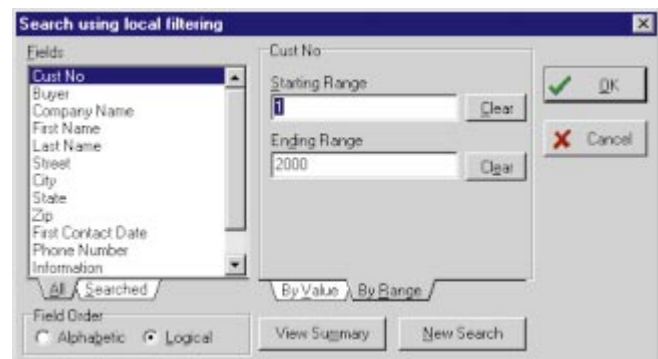 Search using local filtering
Fields
Cust No
Buyer
Company Name
First Name
Last Name
Street
City
State
Zip
First Contact Date
Phone Number
Information
All Searched
Field Order
Alphabetic Logical
Cust No
Starting Range
1 Clear
Ending Range
2000 Clear
By Value By Range
View Summary New Search
OK
Cancel